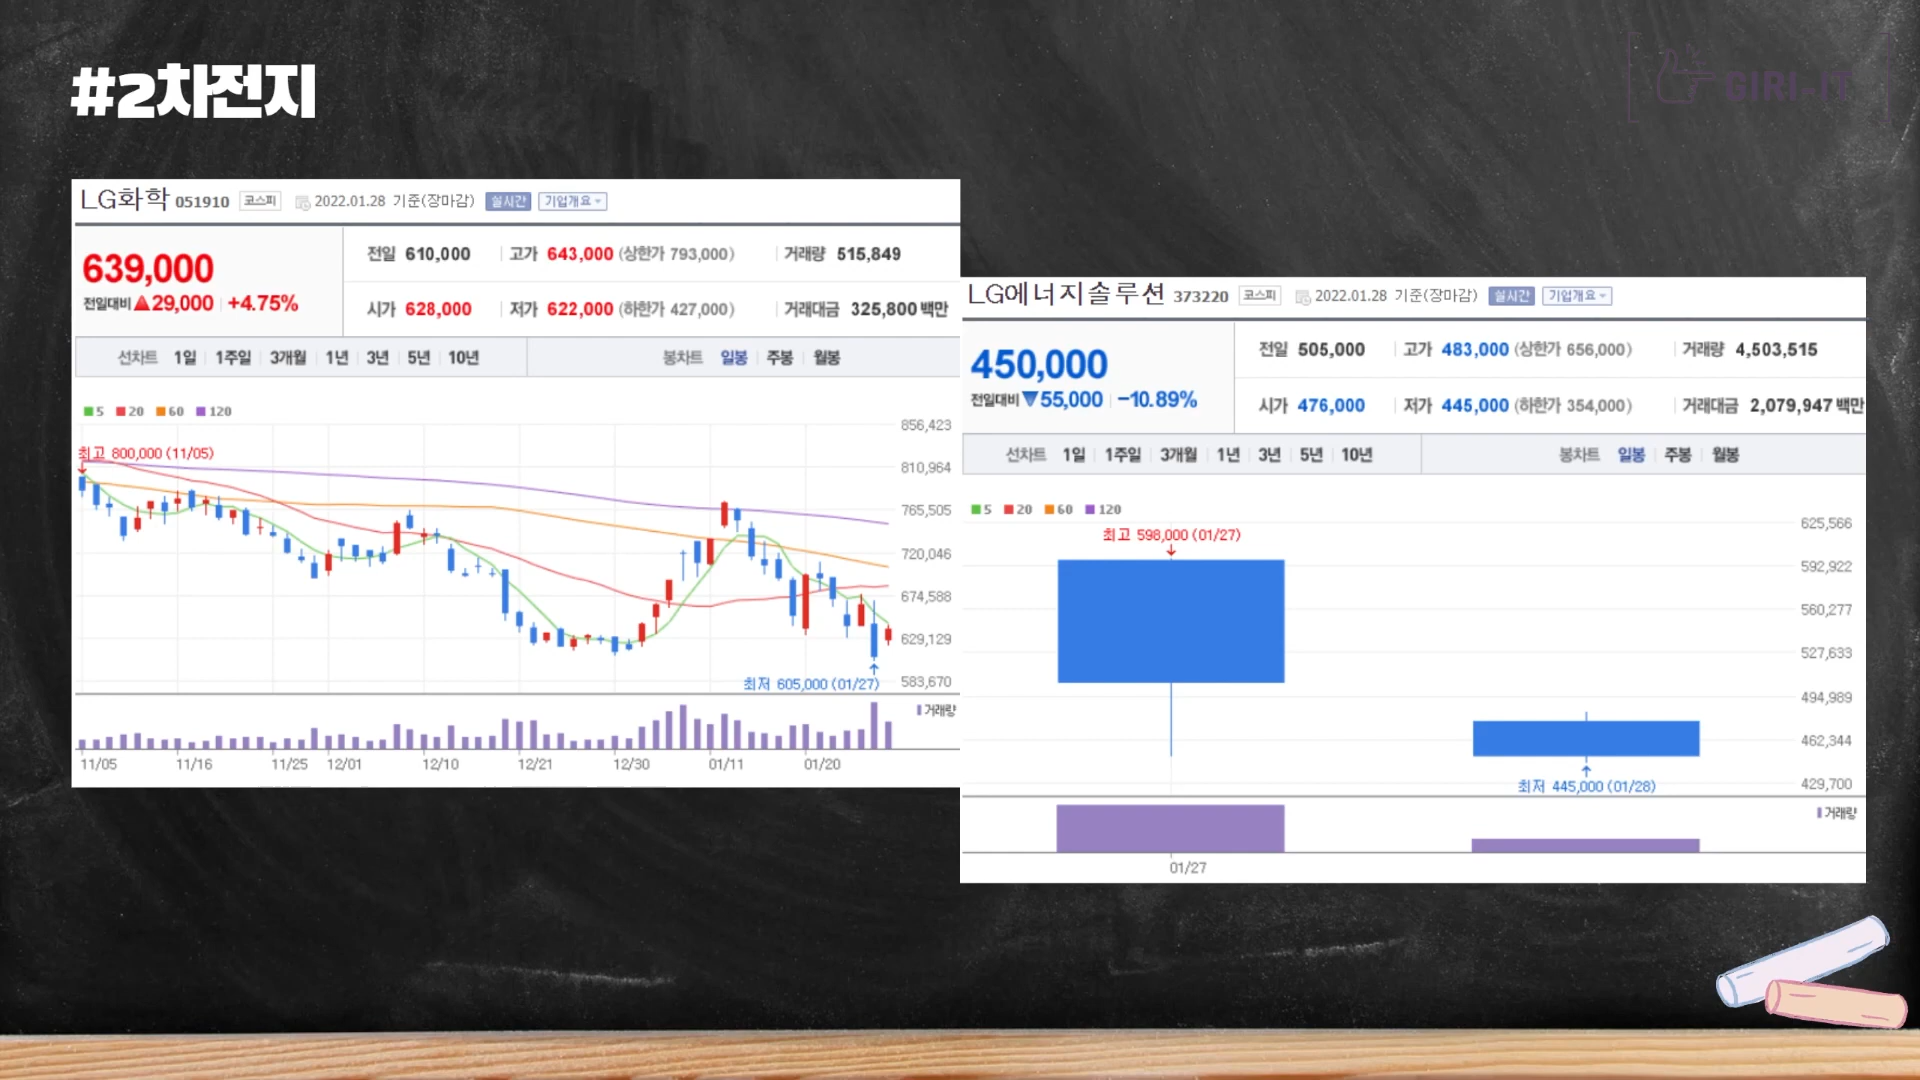 #2차전지
GIRI IT
LG화학 051910 코스피 2022.01.28 기준(장마감) 실시간 기업개요
639,000
전일대비 ▲29,000 +4.75%
전일 610,000 고가 643,000 (상한가 793,000) 거래량 515,849
시가 628,000 저가 622,000 (하한가 427,000) 거래대금 325,800 백만
선차트 1일 1주일 3개월 1년 3년 5년 10년 봉차트 일봉 주봉 월봉
5 20 60 120
최고 800,000 (11/05)
856,423
810,964
765,505
720,046
674,588
629,129
583,670
최저 605,000 (01/27)
거래량
11/05 11/16 11/25 12/01 12/10 12/21 12/30 01/11 01/20
LG에너지솔루션 373220 코스피 2022.01.28 기준(장마감) 실시간 기업개요
450,000
전일대비 ▼55,000 -10.89%
전일 505,000 고가 483,000 (상한가 656,000) 거래량 4,503,515
시가 476,000 저가 445,000 (하한가 354,000) 거래대금 2,079,947 백만
선차트 1일 1주일 3개월 1년 3년 5년 10년 봉차트 일봉 주봉 월봉
5 20 60 120
최고 598,000 (01/27)
625,566
592,922
560,277
527,633
494,989
462,344
429,700
최저 445,000 (01/28)
거래량
01/27